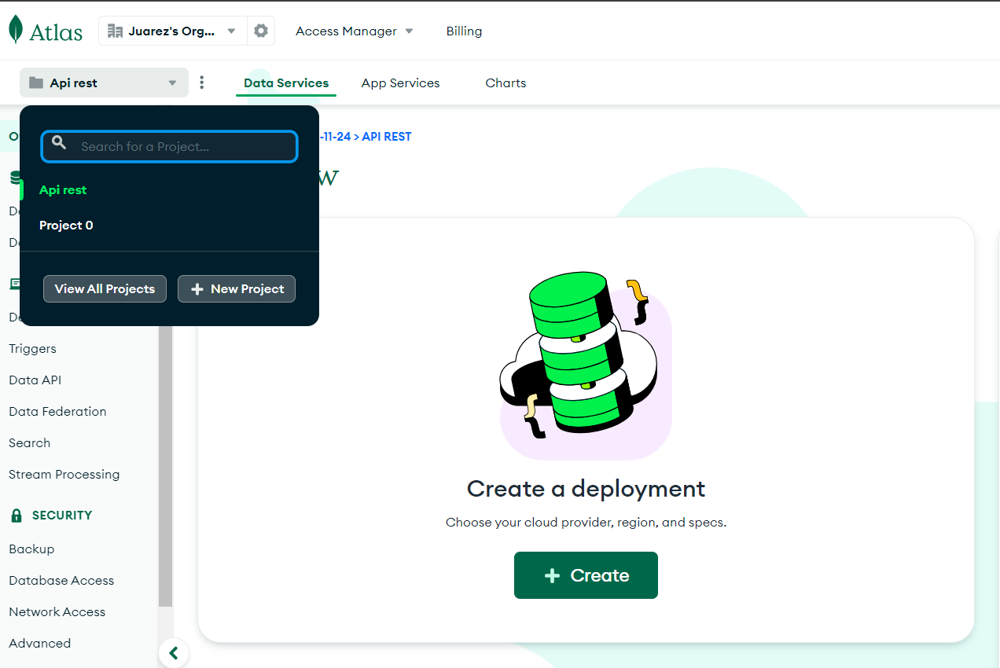 Atlas
Juarez's Org...
Access Manager
Billing
Api rest
Data Services
App Services
Charts
Search for a Project...
-11-24 > API REST
Api rest
Project 0
View All Projects
New Project
Triggers
Data API
Data Federation
Search
Stream Processing
SECURITY
Backup
Database Access
Network Access
Advanced
Create a deployment
Choose your cloud provider, region, and specs.
Create